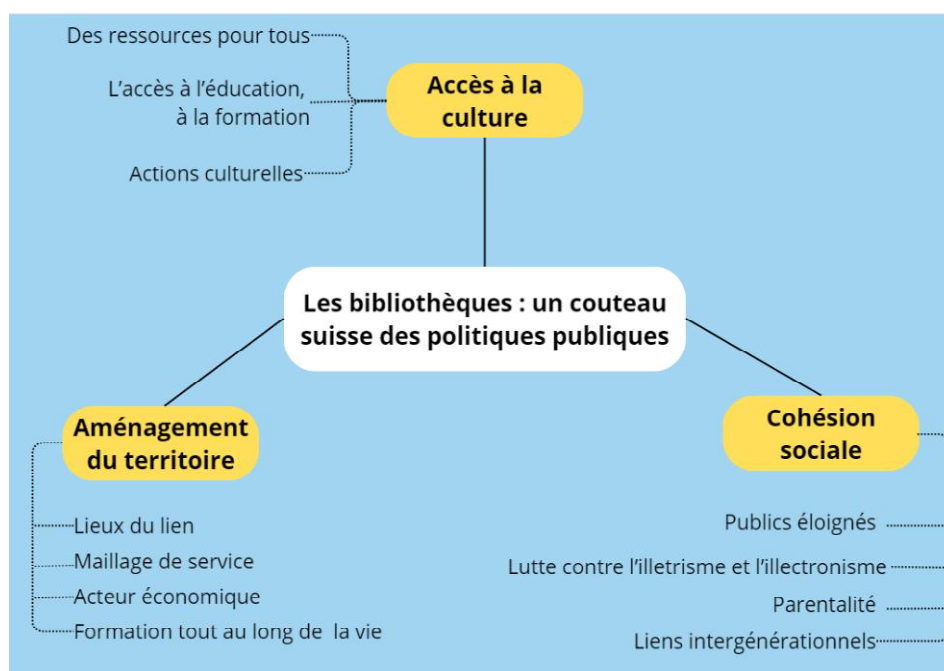 Des ressources pour tous
L'accès à l'éducation,
à la formation
Actions culturelles
Accès à la
culture
Les bibliothèques : un couteau
suisse des politiques publiques
Aménagement
du territoire
Lieux du lien
Maillage de service
Acteur économique
Formation tout au long de  la vie
Cohésion
sociale
Publics éloignés
Lutte contre l'illetrisme et l'illectronisme
Parentalité
Liens intergénérationnels